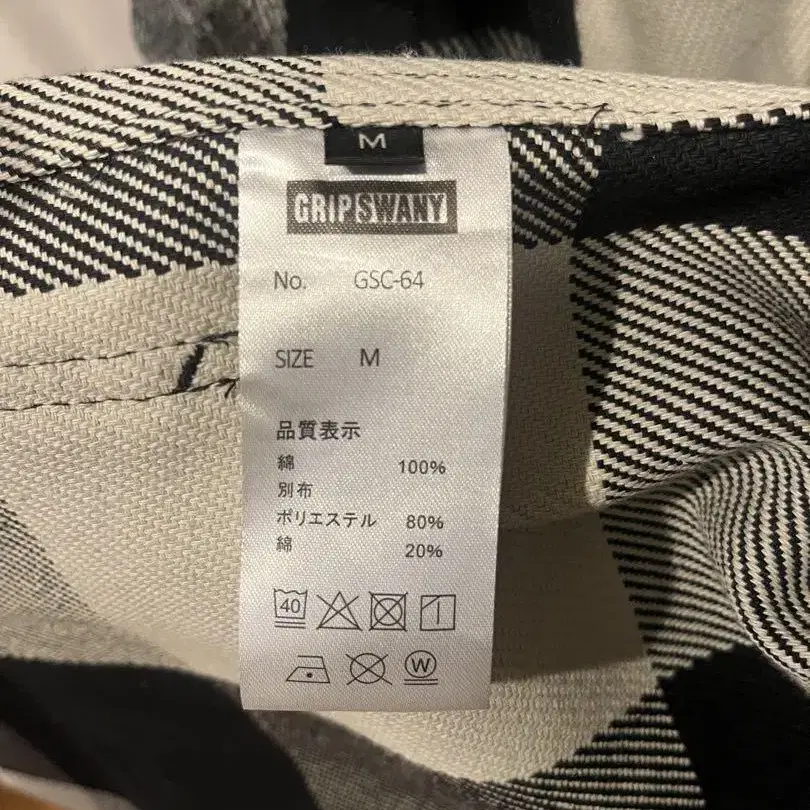 M
GRIPSWANY
No. GSC-64
SIZE M
品質表示
綿 100%
別布
ポリエステル 80%
綿 20%
40
W